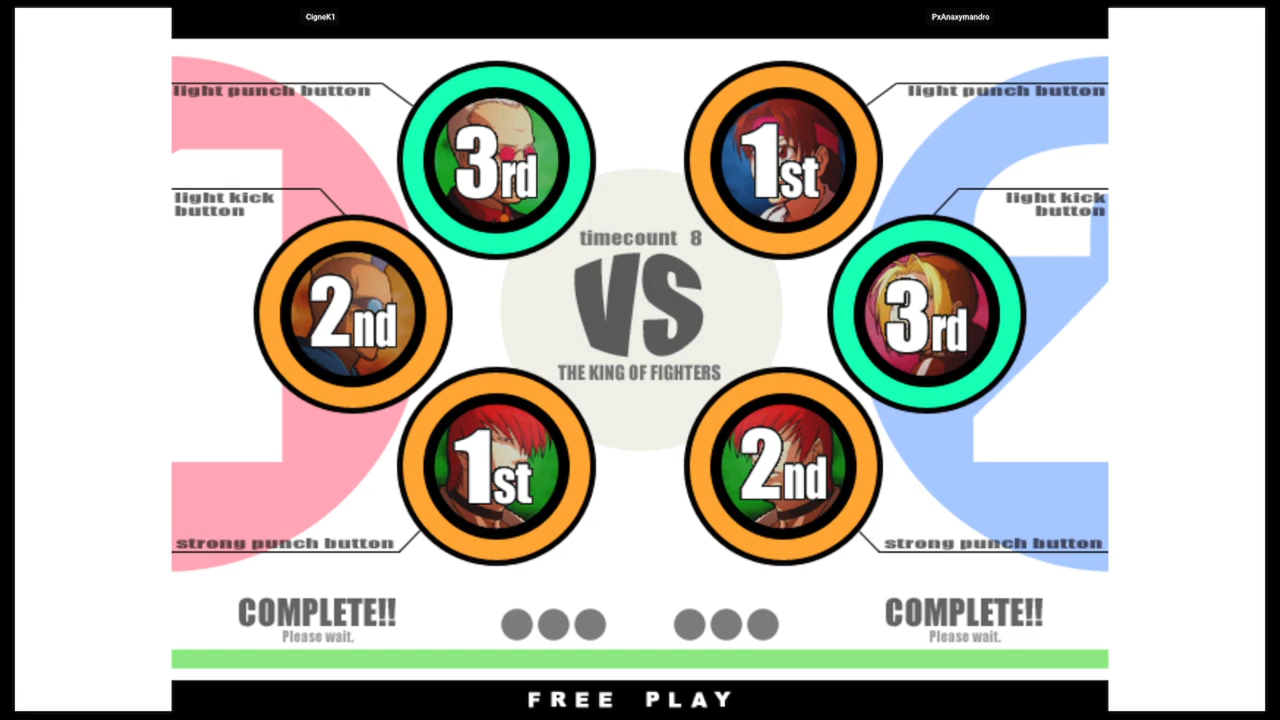 CigneK1
PxAnaxymandro
light punch button
light punch button
3rd
1st
light kick
button
light kick
button
timecount 8
VS
THE KING OF FIGHTERS
2nd
3rd
1st
2nd
strong punch button
strong punch button
COMPLETE!!
Please wait.
COMPLETE!!
Please wait.
FREE PLAY